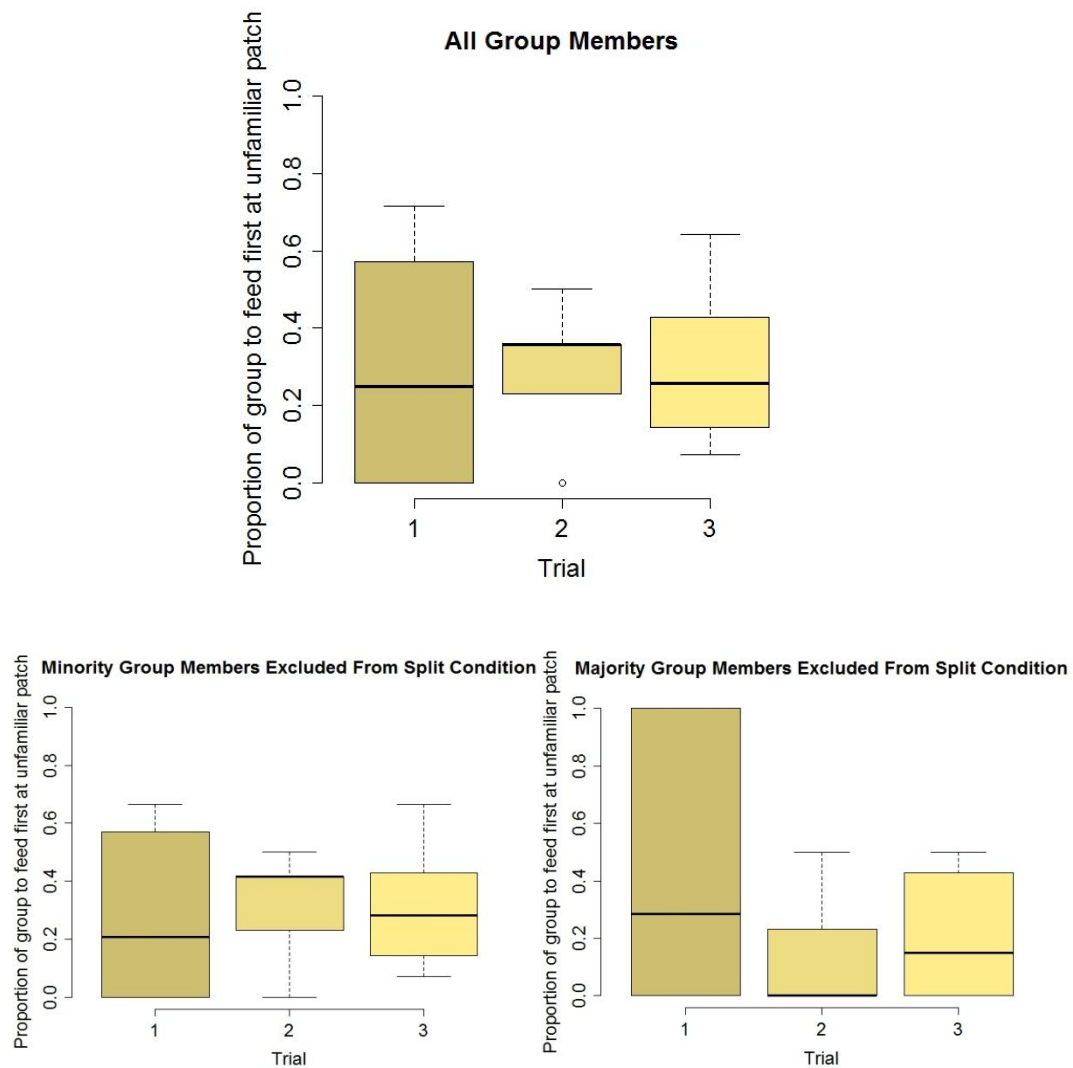 All Group Members
Proportion of group to feed first at unfamiliar patch
1.0
0.8
0.6
0.4
0.2
0.0
1 2 3
Trial
Minority Group Members Excluded From Split Condition
Proportion of group to feed first at unfamiliar patch
1.0
0.8
0.6
0.4
0.2
0.0
1 2 3
Trial
Majority Group Members Excluded From Split Condition
Proportion of group to feed first at unfamiliar patch
1.0
0.8
0.6
0.4
0.2
0.0
1 2 3
Trial